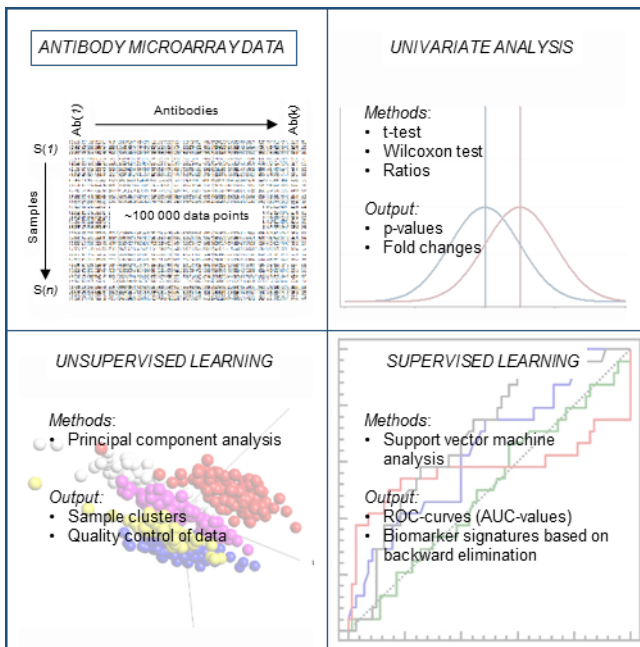 ANTIBODY MICROARRAY DATA
Ab(1)
Antibodies
Ab(k)
S(1)
Samples
~100 000 data points
S(n)
UNIVARIATE ANALYSIS
Methods:
• t-test
• Wilcoxon test
• Ratios
Output:
• p-values
• Fold changes
UNSUPERVISED LEARNING
Methods:
• Principal component analysis
Output:
• Sample clusters
• Quality control of data
SUPERVISED LEARNING
Methods:
• Support vector machine
analysis
Output:
• ROC-curves (AUC-values)
• Biomarker signatures based on
backward elimination